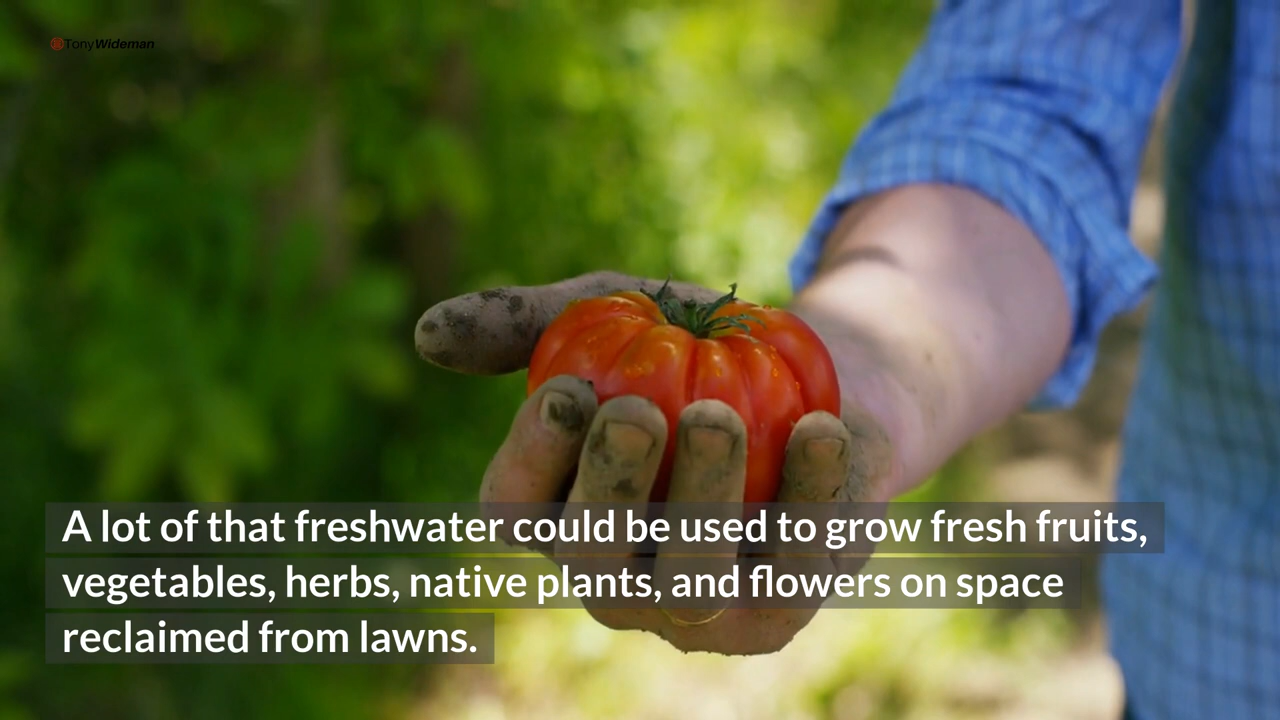 TonyWideman
A lot of that freshwater could be used to grow fresh fruits,
vegetables, herbs, native plants, and flowers on space
reclaimed from lawns.